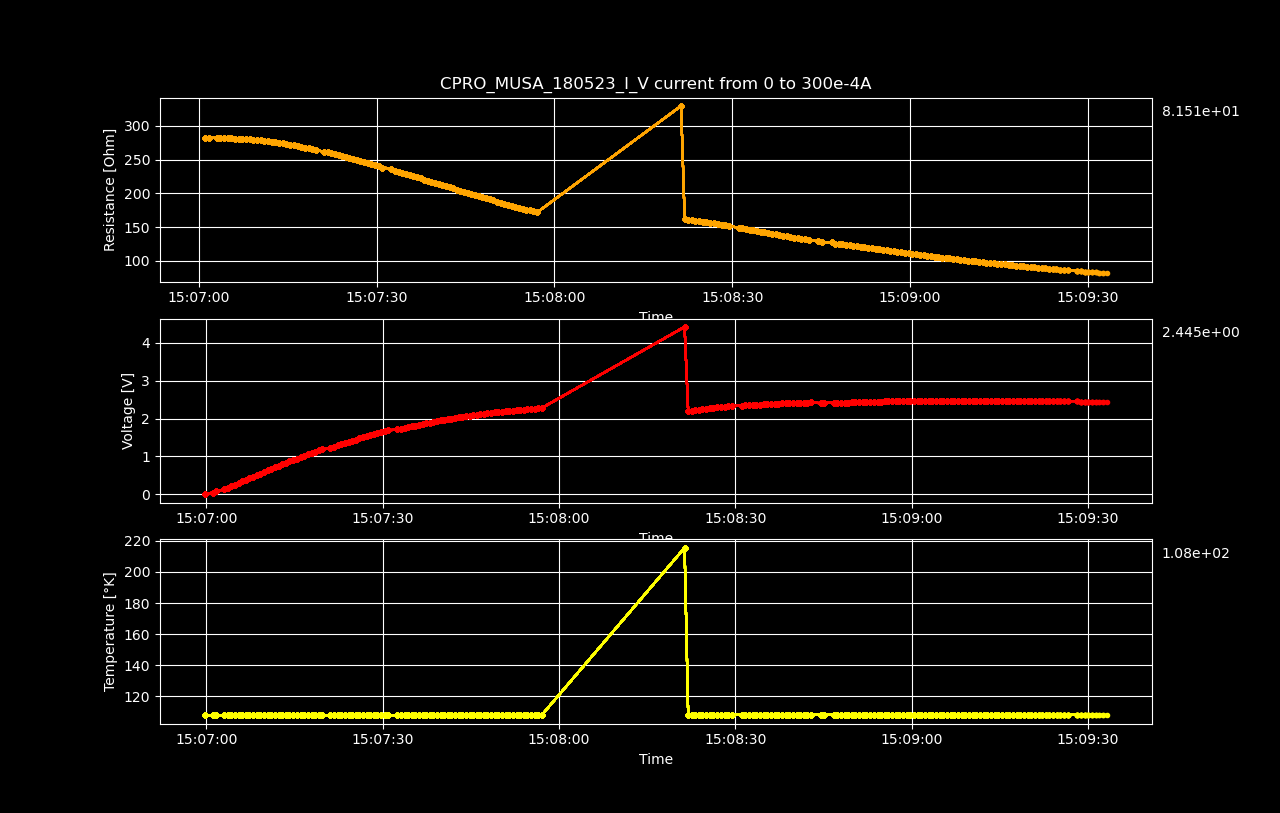 CPRO_MUSA_180523_I_V current from 0 to 300e-4A
8.151e+01
Resistance [Ohm]
300
250
200
150
100
15:07:00 15:07:30 15:08:00 15:08:30 15:09:00 15:09:30
Time
2.445e+00
Voltage [V]
4
3
2
1
0
15:07:00 15:07:30 15:08:00 15:08:30 15:09:00 15:09:30
Time
1.08e+02
Temperature [°K]
220
200
180
160
140
120
15:07:00 15:07:30 15:08:00 15:08:30 15:09:00 15:09:30
Time